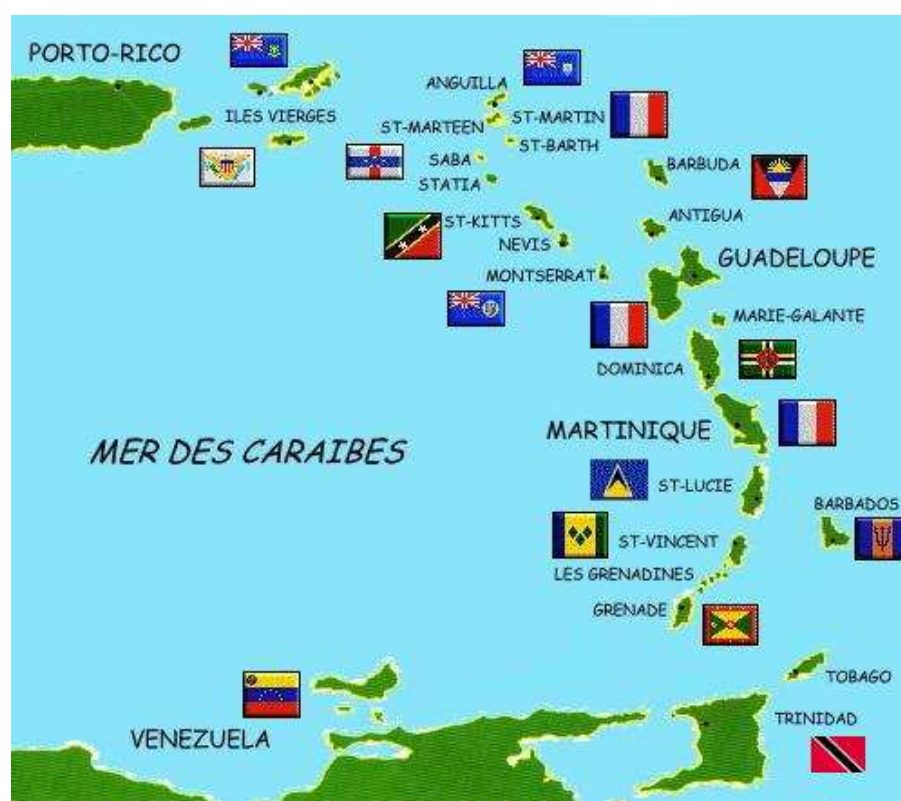 PORTO-RICO
ANGUILLA
ILES VIERGES
ST-MARTIN
ST-MARTEEN
ST-BARTH
SABA
BARBUDA
STATIA
ST-KITTS
ANTIGUA
NEVIS
GUADELOUPE
MONTSERRAT
MARIE-GALANTE
DOMINICA
MARTINIQUE
MER DES CARAIBES
ST-LUCIE
BARBADOS
ST-VINCENT
LES GRENADINES
GRENADE
TOBAGO
TRINIDAD
VENEZUELA